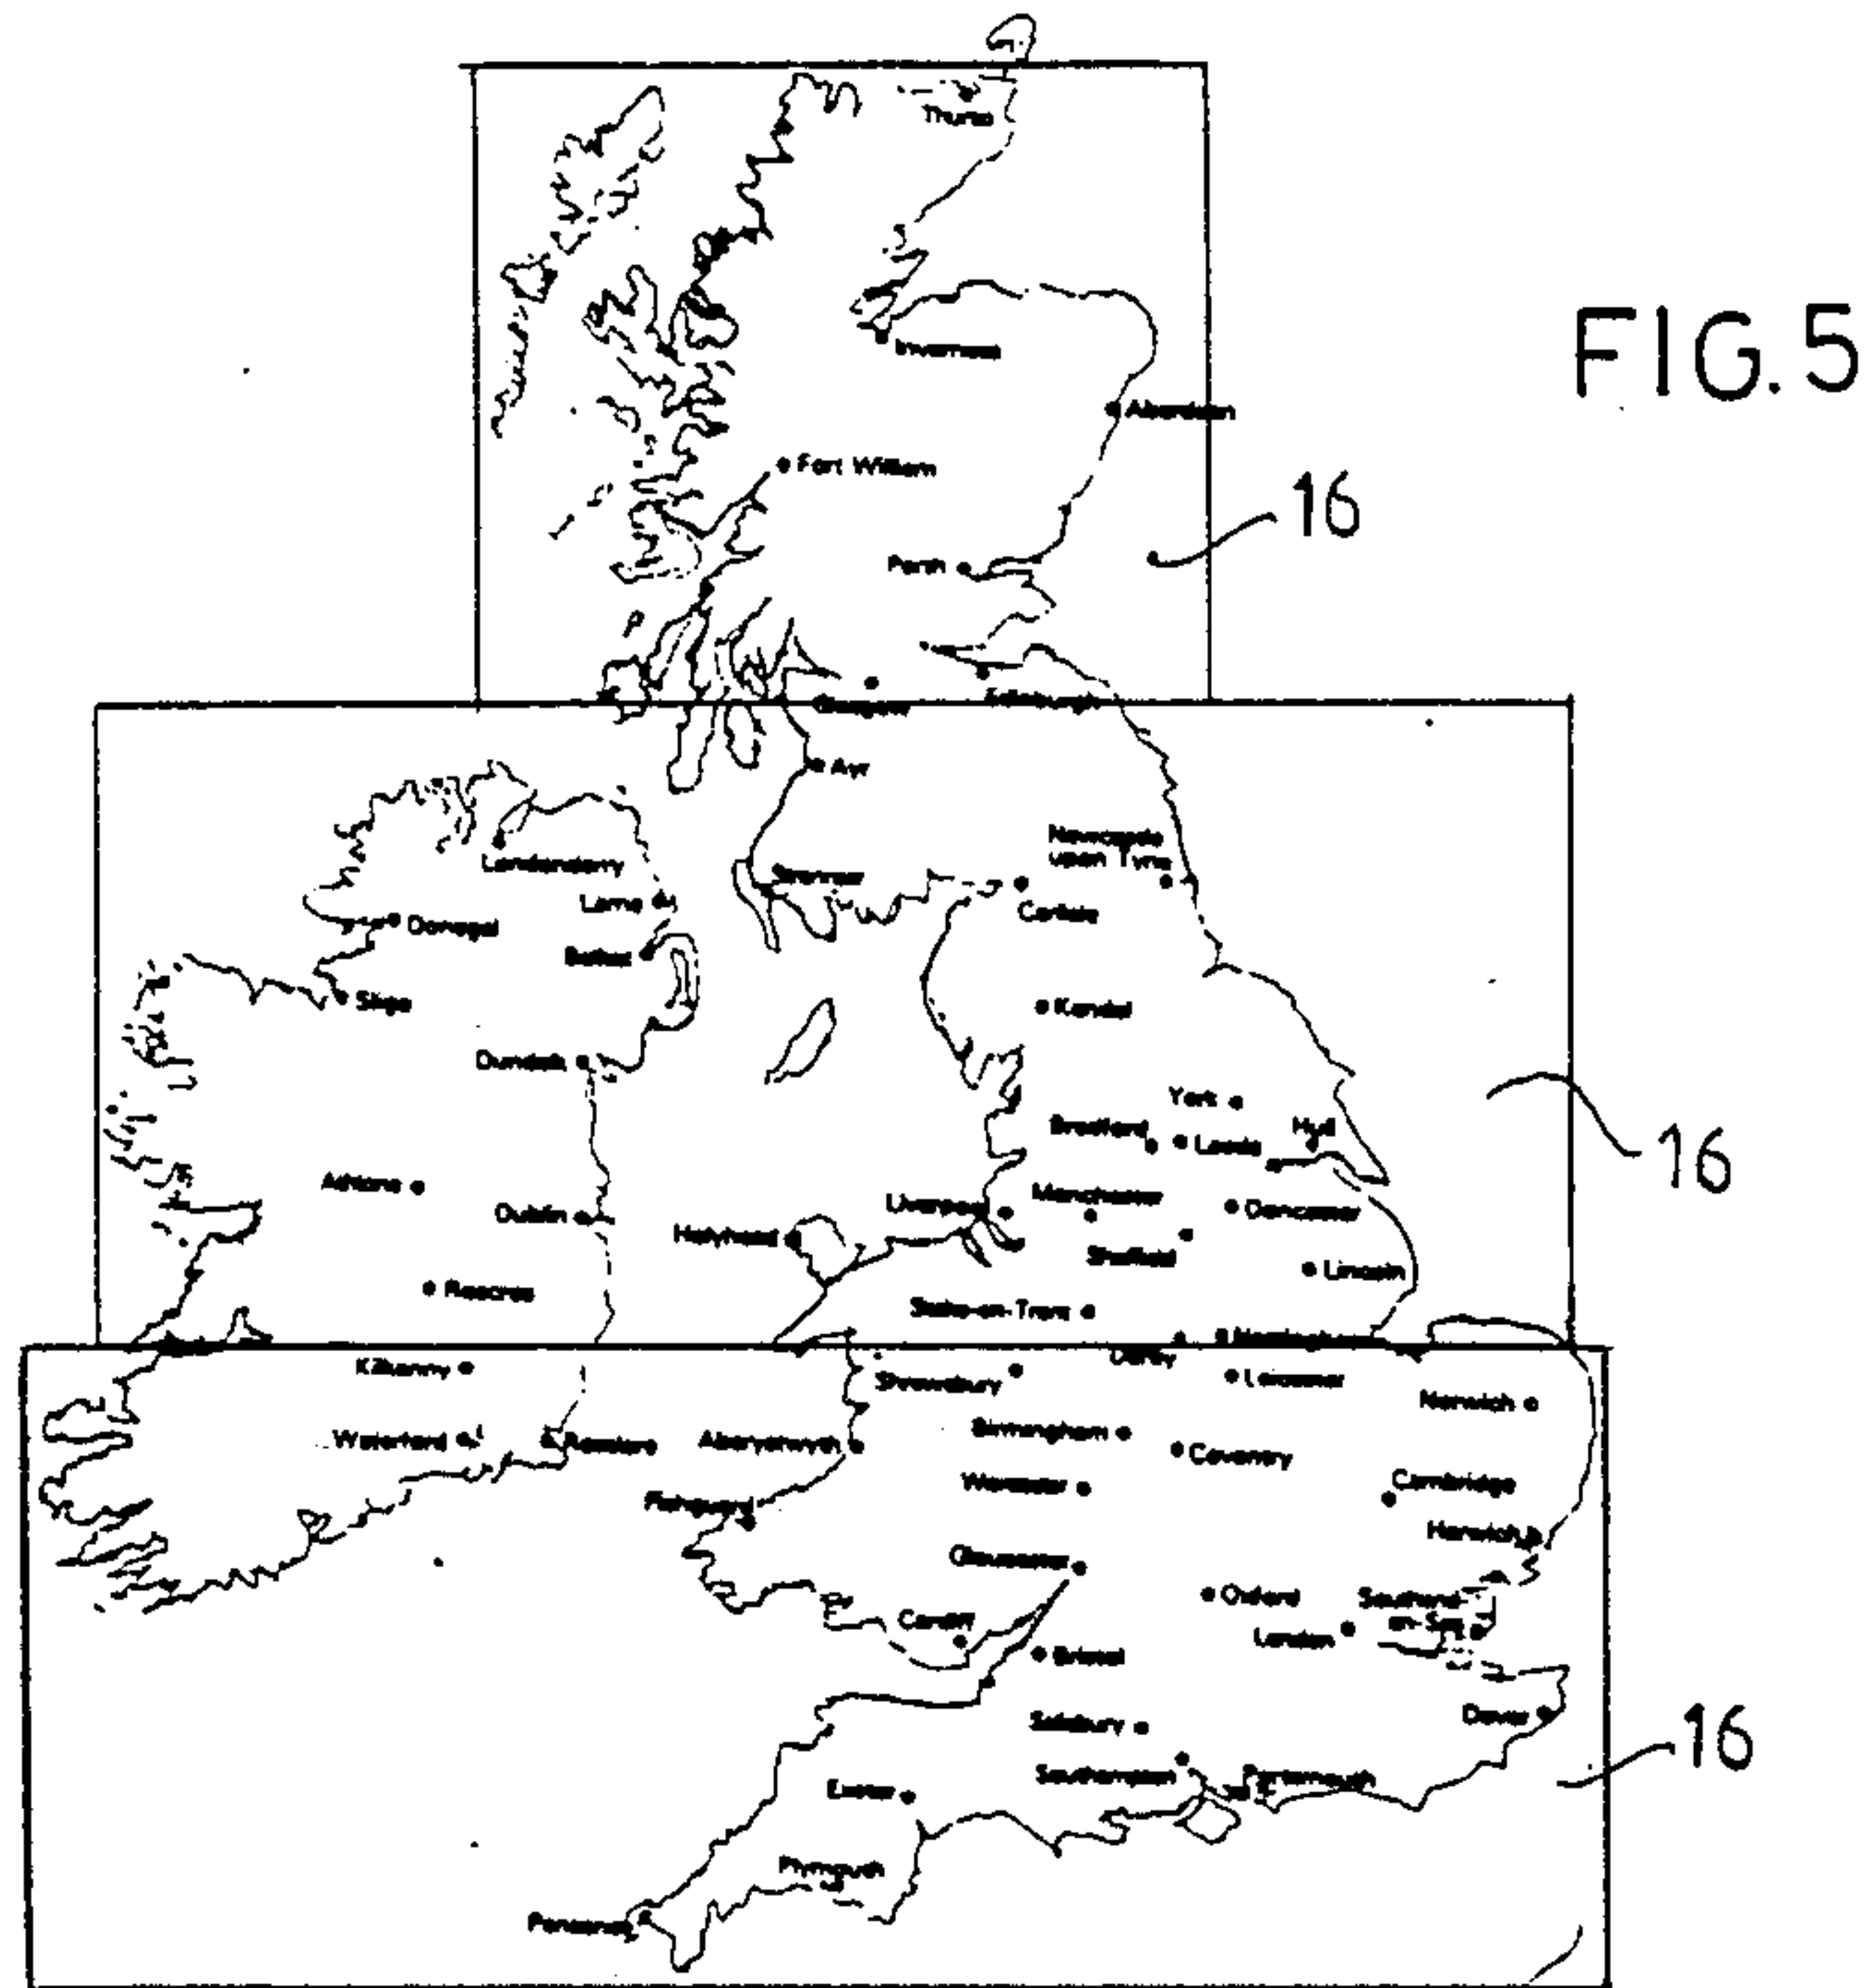 Thurso
FIG.5
Inverness
Aberdeen
Fort William
16
Perth
Glasgow
Edinburgh
Ayr
Newcastle
upon Tyne
Londonderry
Larne
Carlisle
Donegal
Sligo
Kendal
Dundalk
York
Bradford
Leeds
Hull
16
Athlone
Manchester
Dublin
Liverpool
Doncaster
Holyhead
Sheffield
Lincoln
Roscrea
Stoke-on-Trent
Kilkenny
Derby
Shrewsbury
Leicester
Norwich
Waterford
Rosslare
Aberystwyth
Birmingham
Coventry
Worcester
Cambridge
Fishguard
Harwich
Gloucester
Oxford
Southend-
on-Sea
Cardiff
London
Bristol
Salisbury
Dover
16
Southampton
Portsmouth
Exeter
Plymouth
Penzance